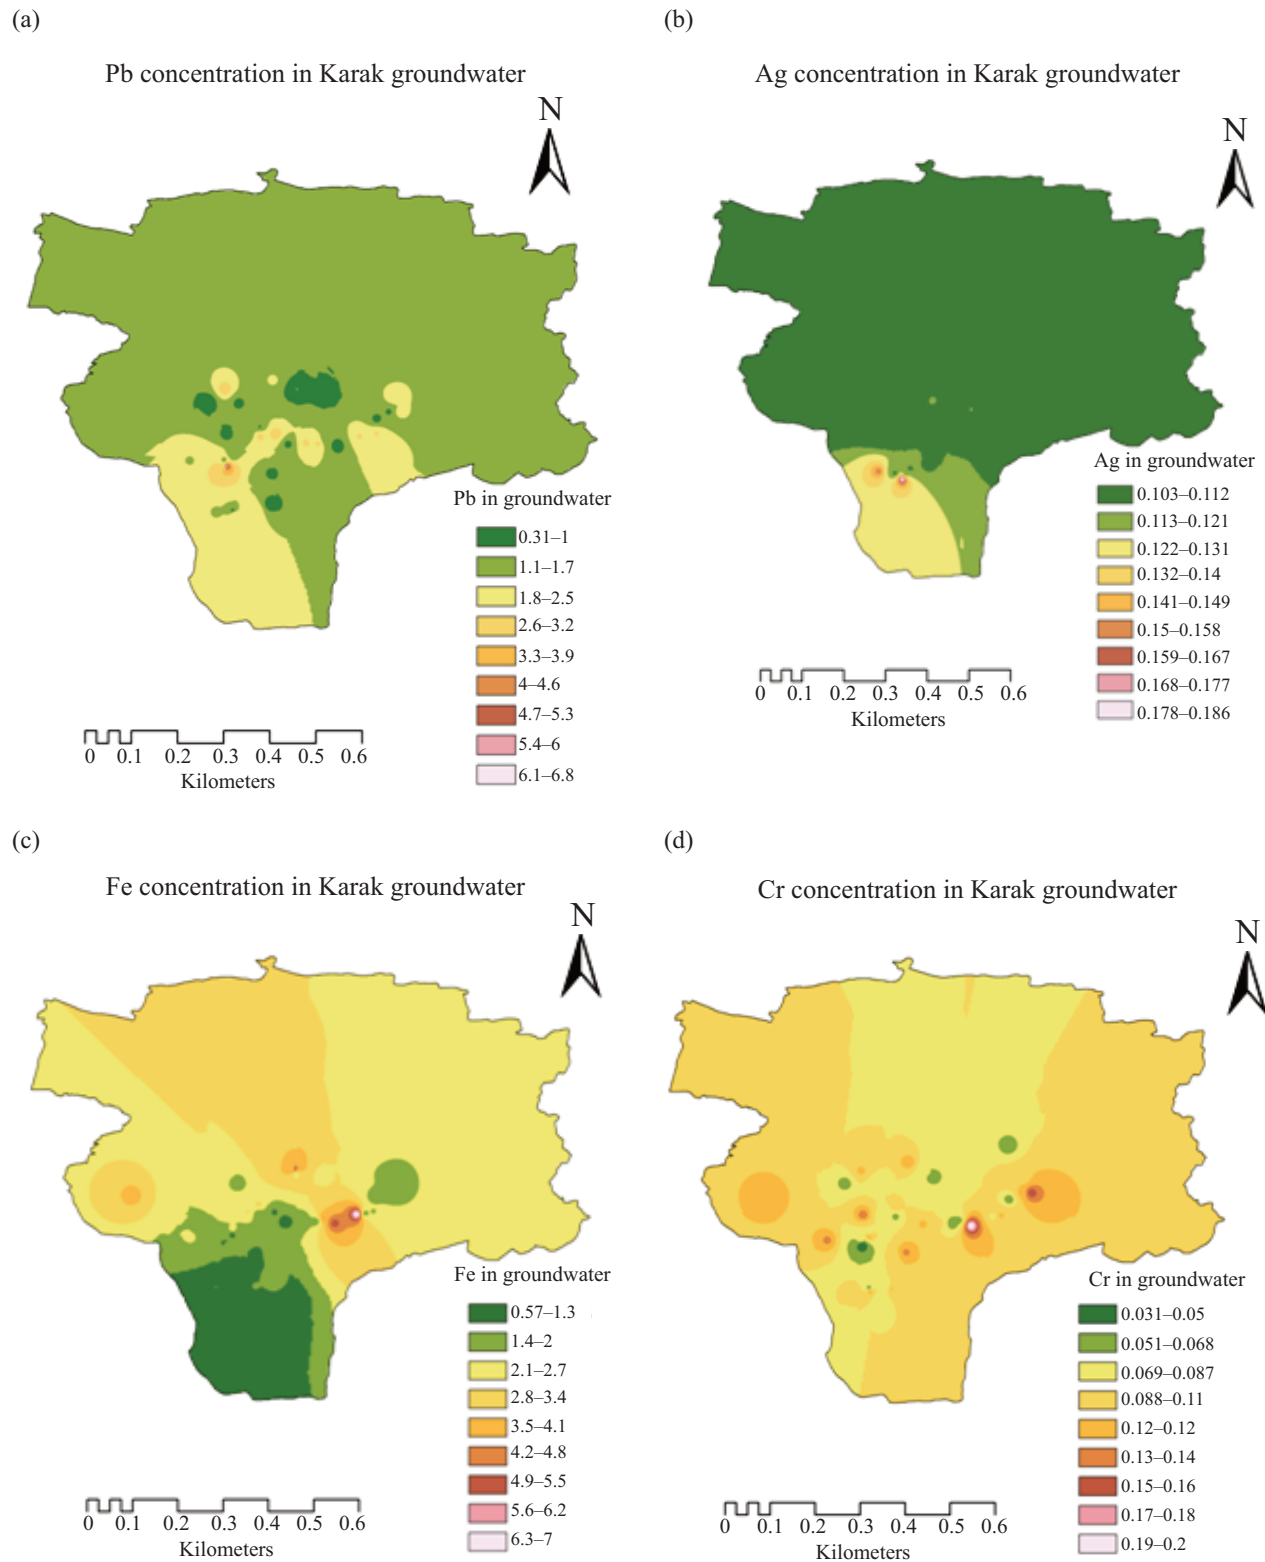 (a)
Pb concentration in Karak groundwater
N
Pb in groundwater
0.31–1
1.1–1.7
1.8–2.5
2.6–3.2
3.3–3.9
4–4.6
4.7–5.3
5.4–6
6.1–6.8
0 0.1 0.2 0.3 0.4 0.5 0.6
Kilometers
(b)
Ag concentration in Karak groundwater
N
Ag in groundwater
0.103–0.112
0.113–0.121
0.122–0.131
0.132–0.14
0.141–0.149
0.15–0.158
0.159–0.167
0.168–0.177
0.178–0.186
0 0.1 0.2 0.3 0.4 0.5 0.6
Kilometers
(c)
Fe concentration in Karak groundwater
N
Fe in groundwater
0.57–1.3
1.4–2
2.1–2.7
2.8–3.4
3.5–4.1
4.2–4.8
4.9–5.5
5.6–6.2
6.3–7
0 0.1 0.2 0.3 0.4 0.5 0.6
Kilometers
(d)
Cr concentration in Karak groundwater
N
Cr in groundwater
0.031–0.05
0.051–0.068
0.069–0.087
0.088–0.11
0.12–0.12
0.13–0.14
0.15–0.16
0.17–0.18
0.19–0.2
0 0.1 0.2 0.3 0.4 0.5 0.6
Kilometers